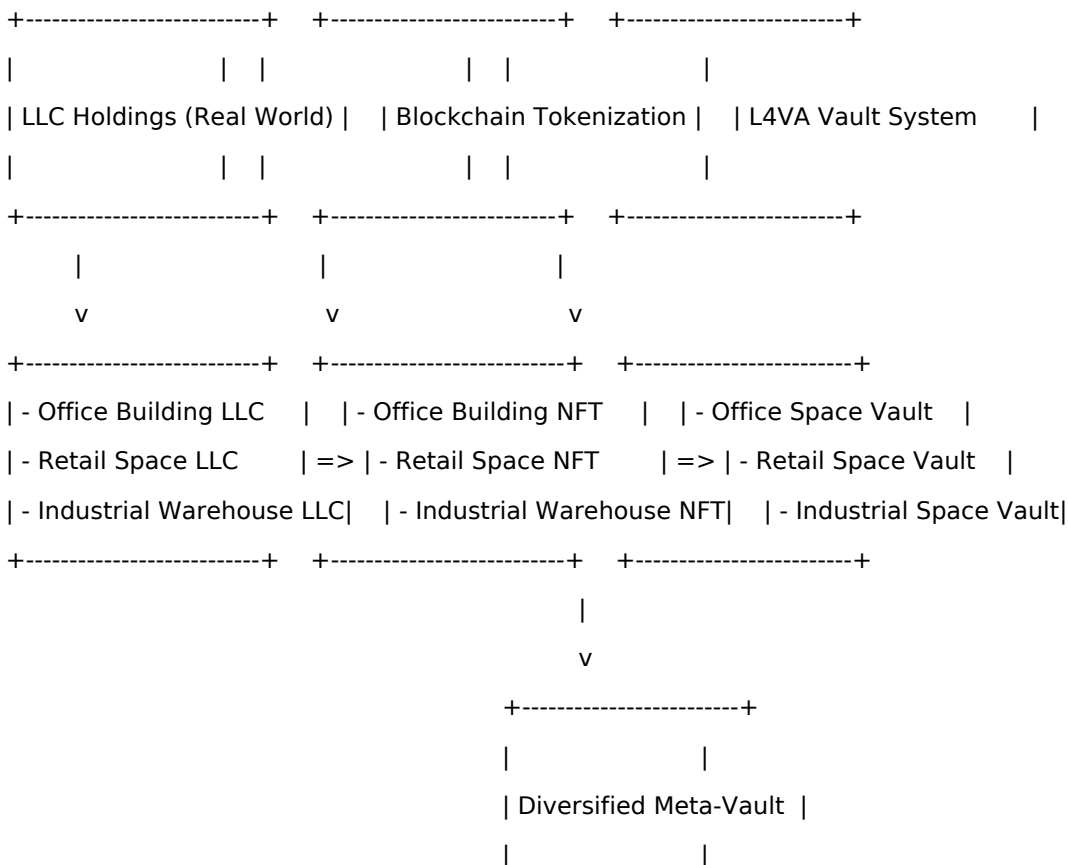 +---------------------------+ +--------------------------+ +-------------------------+
| | | | | |
| LLC Holdings (Real World) | | Blockchain Tokenization | | L4VA Vault System |
| | | | | |
+---------------------------+ +--------------------------+ +-------------------------+
| | |
v v v
+---------------------------+ +---------------------------+ +-------------------------+
| - Office Building LLC | | - Office Building NFT | | - Office Space Vault |
| - Retail Space LLC | => | - Retail Space NFT | => | - Retail Space Vault |
| - Industrial Warehouse LLC| | - Industrial Warehouse NFT| | - Industrial Space Vault|
+---------------------------+ +---------------------------+ +-------------------------+
|
v
+-------------------------+
| |
| Diversified Meta-Vault |
| |